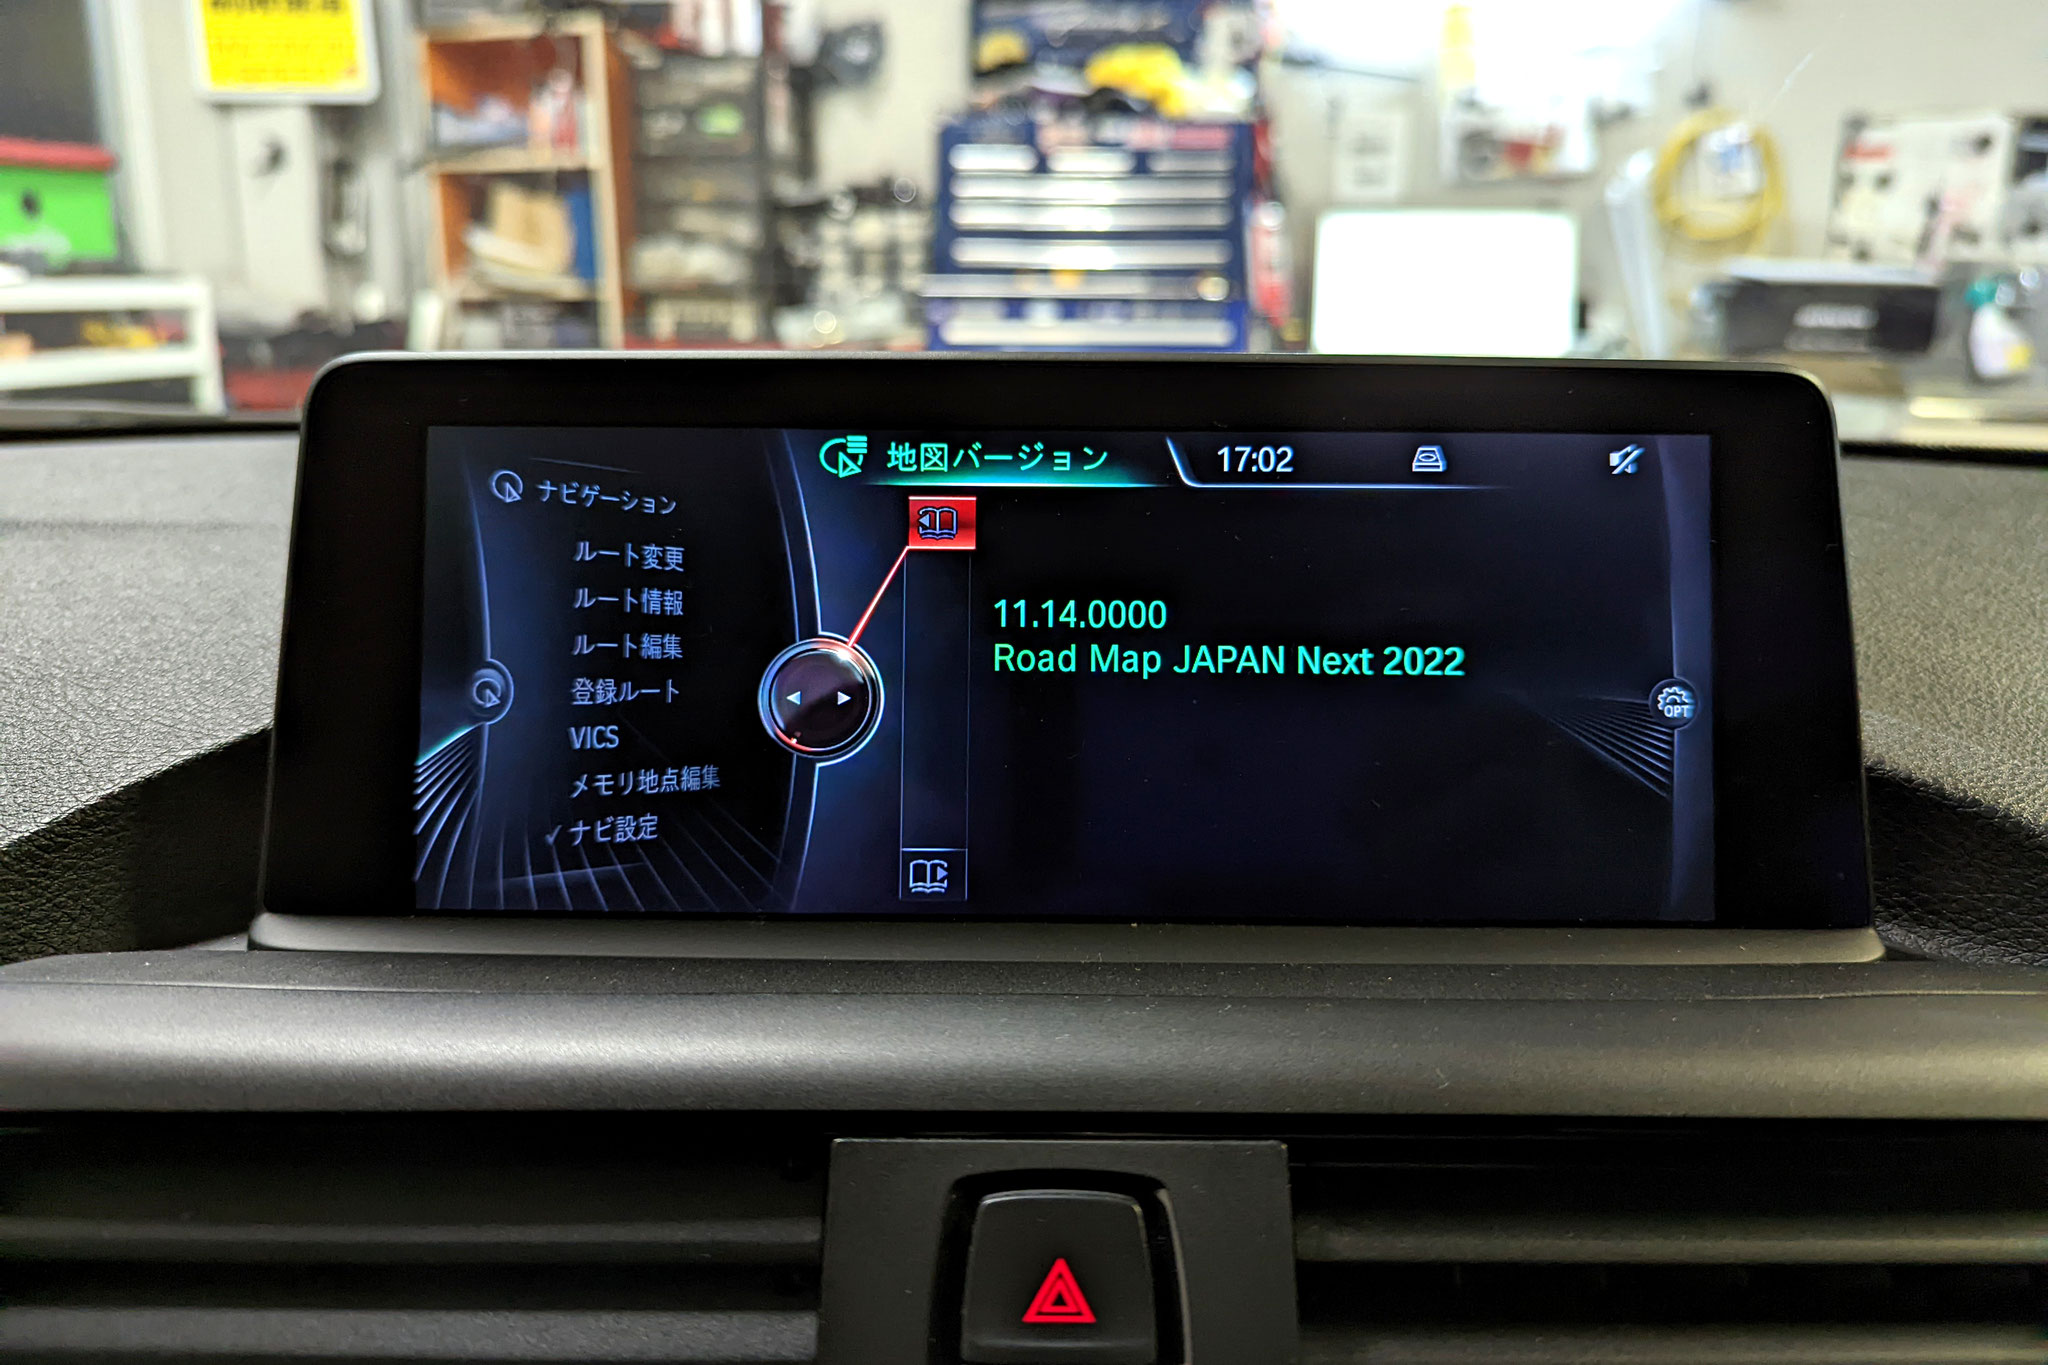 地図バージョン
17:02
ナビゲーション
ルート変更
ルート情報
ルート編集
登録ルート
VICS
メモリ地点編集
ナビ設定
11.14.0000
Road Map JAPAN Next 2022
OPT